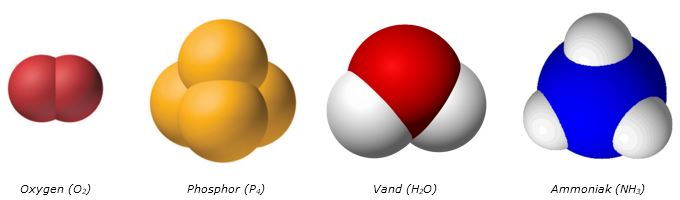 Oxygen (O₂) Phosphor (P₄) Vand (H₂O) Ammoniak (NH₃)